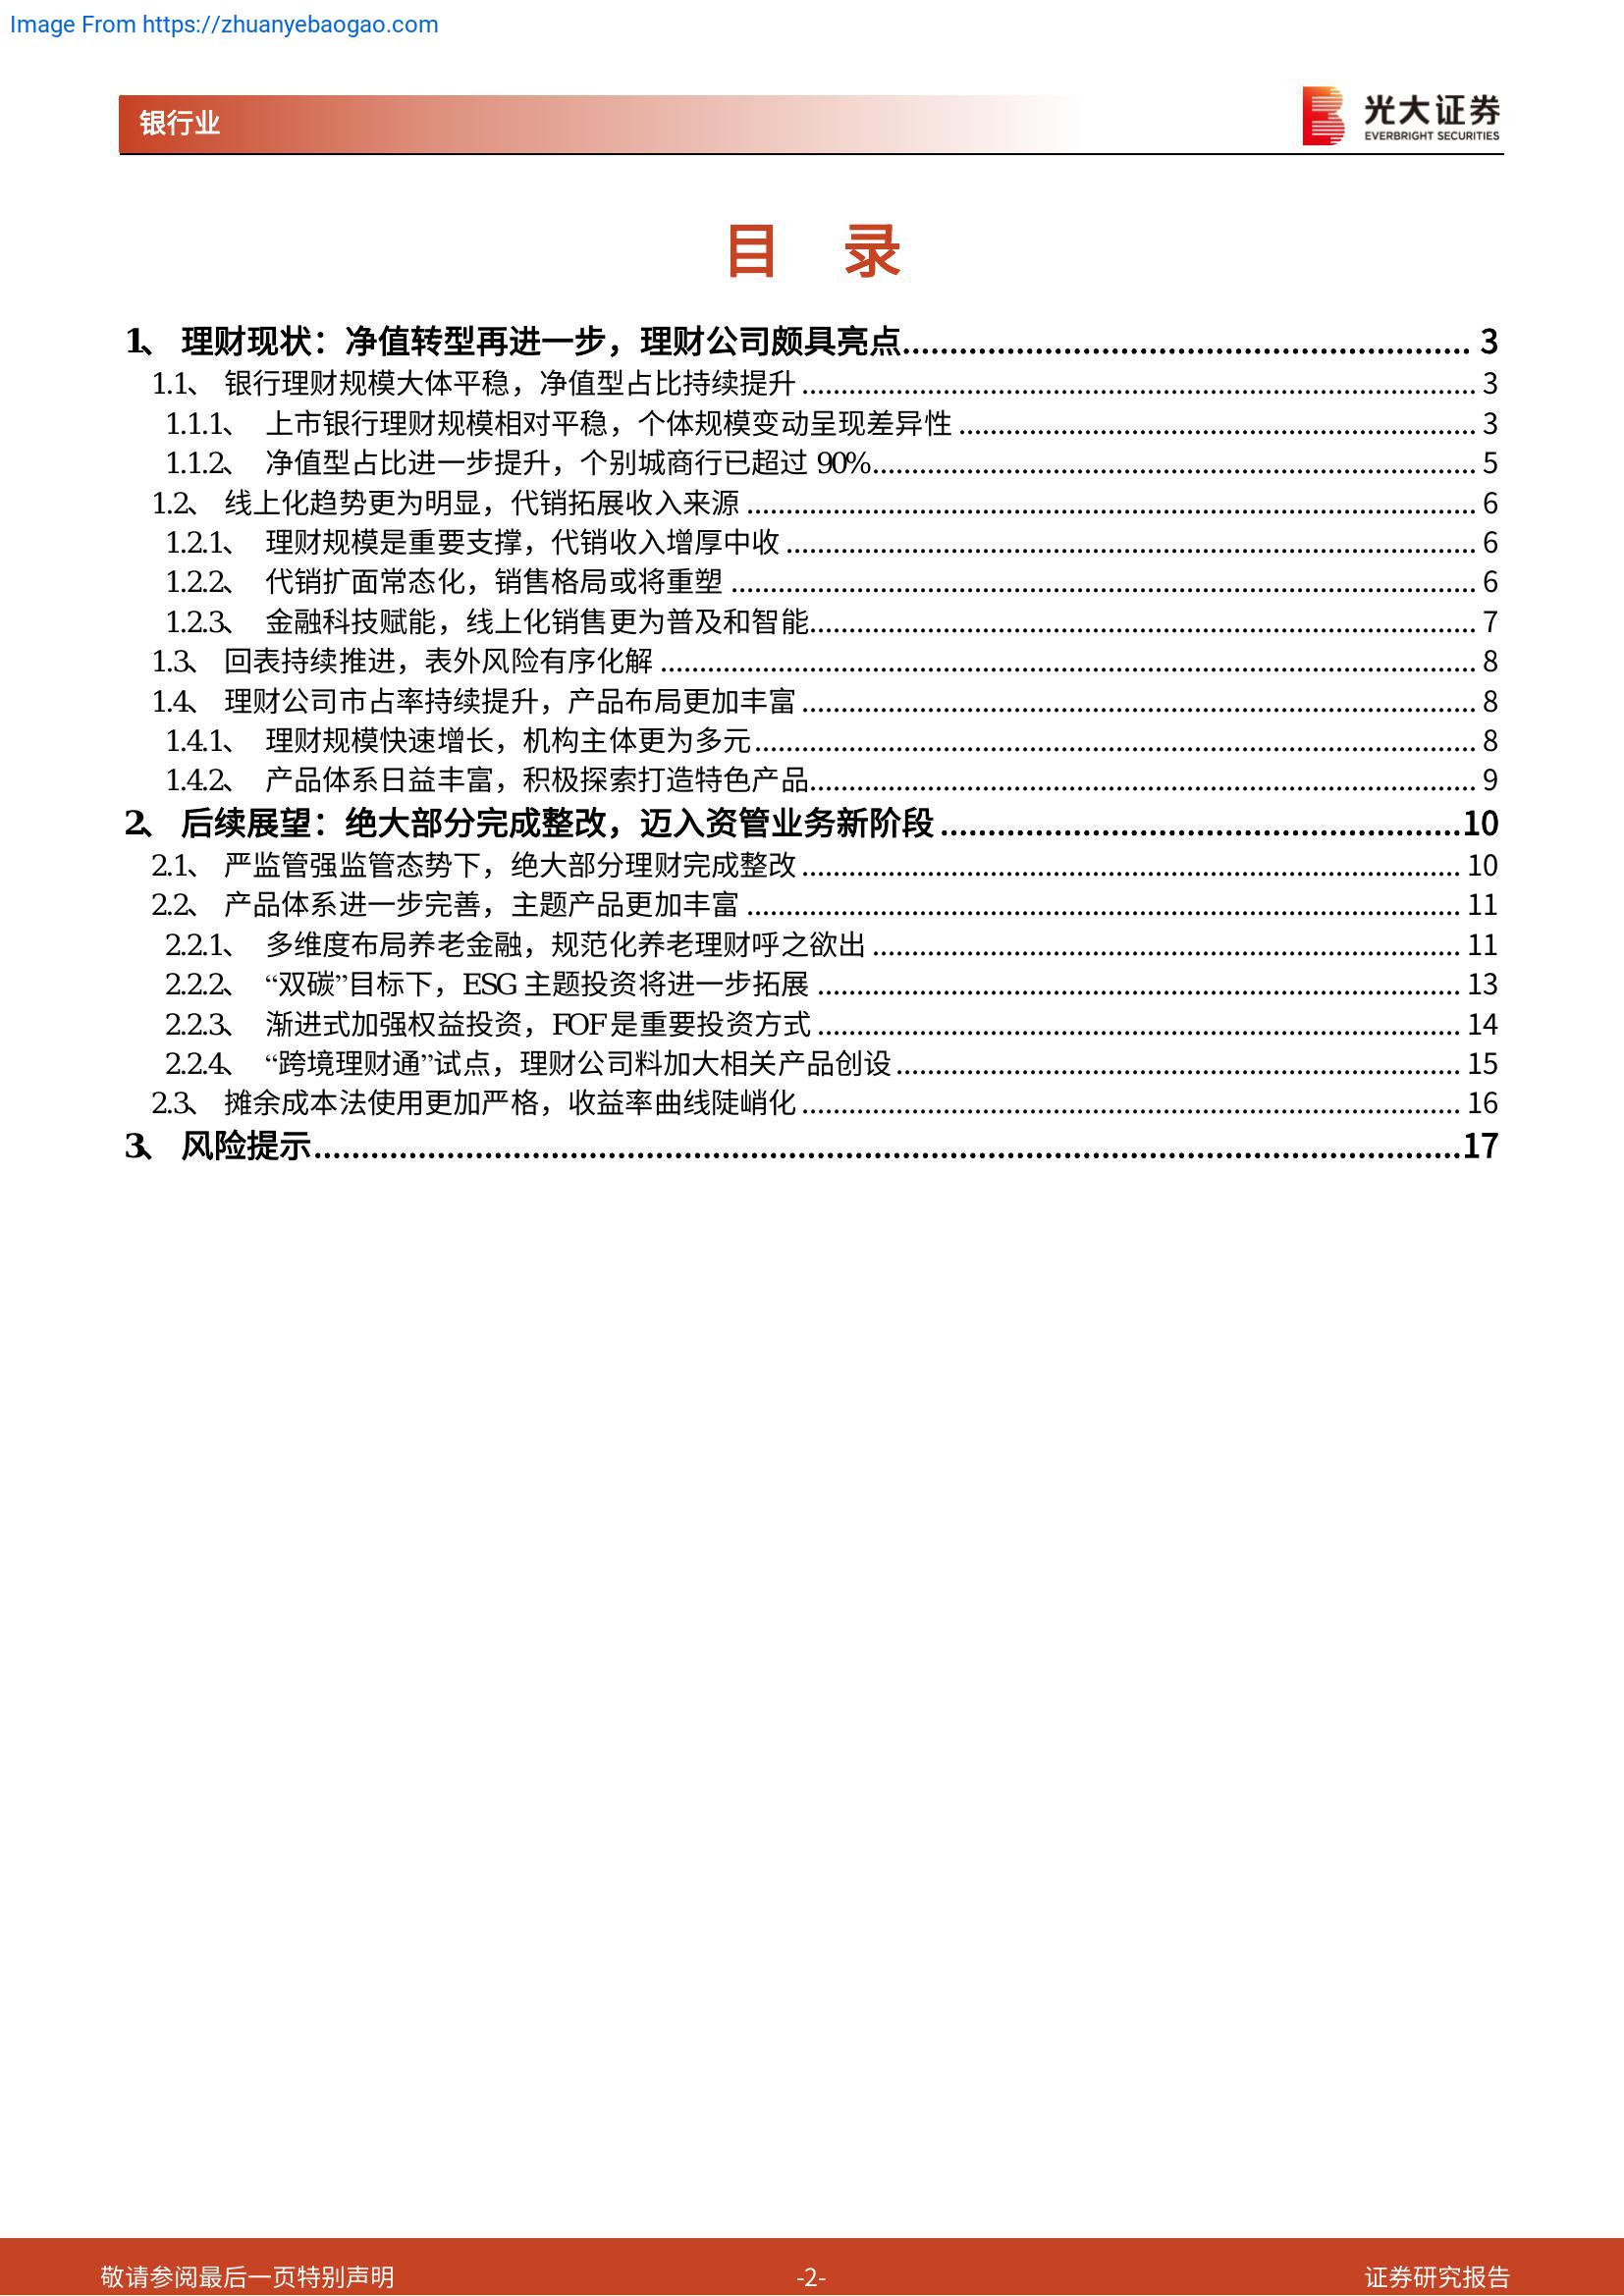 Image From https://zhuanyebaogao.com
银行业
光大证券
EVERBRIGHT SECURITIES
目 录
1、 理财现状：净值转型再进一步，理财公司颇具亮点 3
1.1、 银行理财规模大体平稳，净值型占比持续提升 3
1.1.1、 上市银行理财规模相对平稳，个体规模变动呈现差异性 3
1.1.2、 净值型占比进一步提升，个别城商行已超过 90% 5
1.2、 线上化趋势更为明显，代销拓展收入来源 6
1.2.1、 理财规模是重要支撑，代销收入增厚中收 6
1.2.2、 代销扩面常态化，销售格局或将重塑 6
1.2.3、 金融科技赋能，线上化销售更为普及和智能 7
1.3、 回表持续推进，表外风险有序化解 8
1.4、 理财公司市占率持续提升，产品布局更加丰富 8
1.4.1、 理财规模快速增长，机构主体更为多元 8
1.4.2、 产品体系日益丰富，积极探索打造特色产品 9
2、 后续展望：绝大部分完成整改，迈入资管业务新阶段 10
2.1、 严监管强监管态势下，绝大部分理财完成整改 10
2.2、 产品体系进一步完善，主题产品更加丰富 11
2.2.1、 多维度布局养老金融，规范化养老理财呼之欲出 11
2.2.2、 “双碳”目标下，ESG 主题投资将进一步拓展 13
2.2.3、 渐进式加强权益投资，FOF 是重要投资方式 14
2.2.4、 “跨境理财通”试点，理财公司料加大相关产品创设 15
2.3、 摊余成本法使用更加严格，收益率曲线陡峭化 16
3、 风险提示 17
敬请参阅最后一页特别声明 -2- 证券研究报告